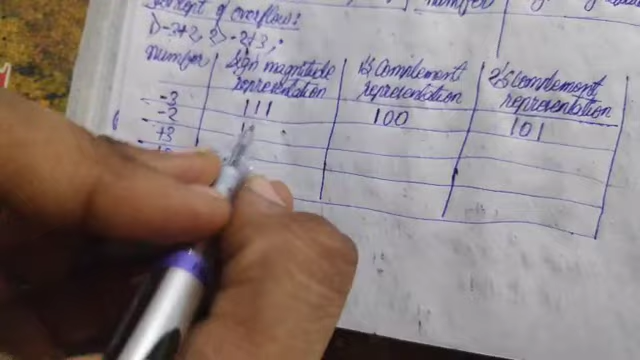 Concept of overflow:
1) -3+2, 2) -2+3,
number | Sign magnitude representation | 1's complement representation | 2's complement representation
-3 | 111 | 100 | 101
-2 | 1
+3